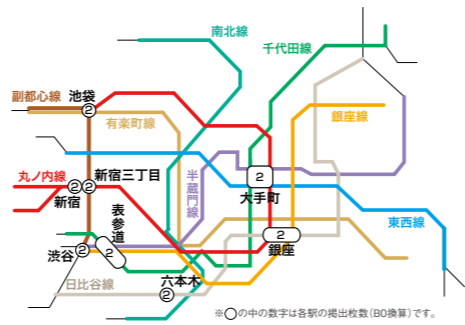 南北線
千代田線
副都心線
池袋
2
有楽町線
銀座線
丸ノ内線
2
2
新宿三丁目
新宿
半蔵門線
2
大手町
表参道
2
東西線
渋谷
2
2
銀座
日比谷線
六本木
2
※○の中の数字は各駅の掲出枚数(B0換算)です。